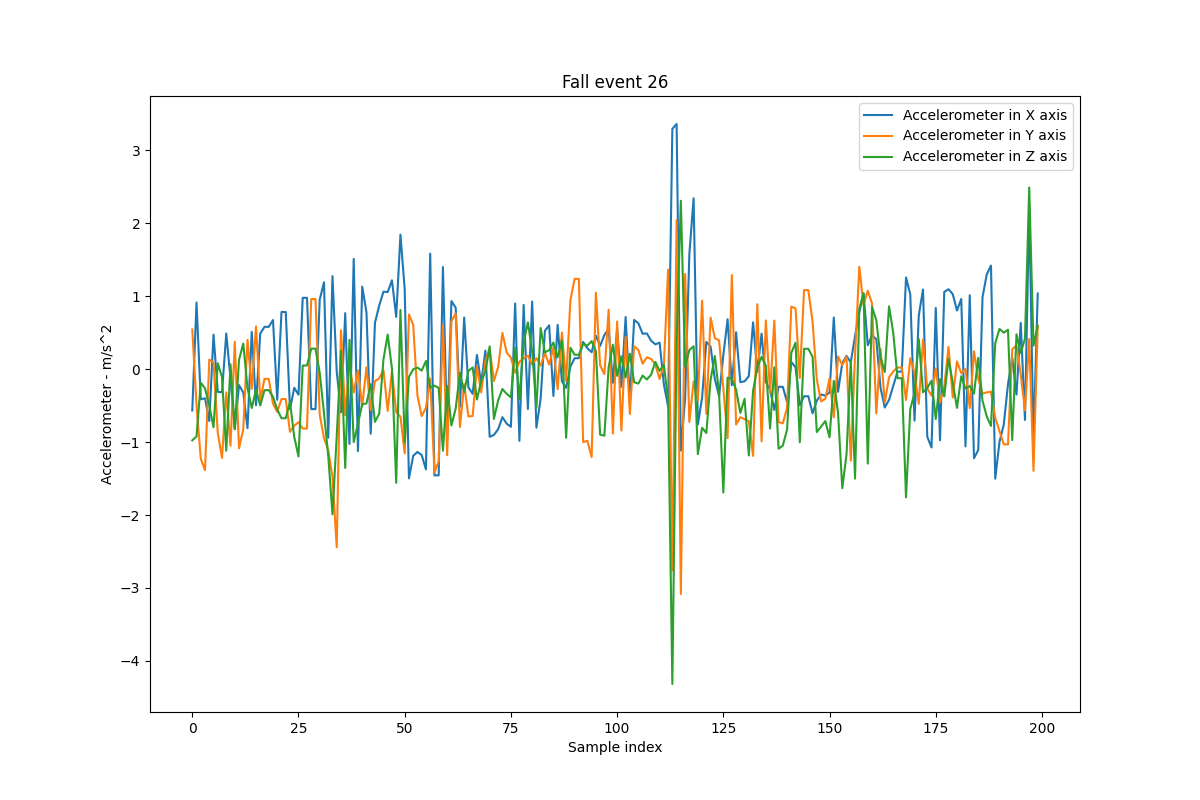 Fall event 26
Accelerometer in X axis
Accelerometer in Y axis
Accelerometer in Z axis
Accelerometer - m/s^2
3
2
1
0
−1
−2
−3
−4
0 25 50 75 100 125 150 175 200
Sample index